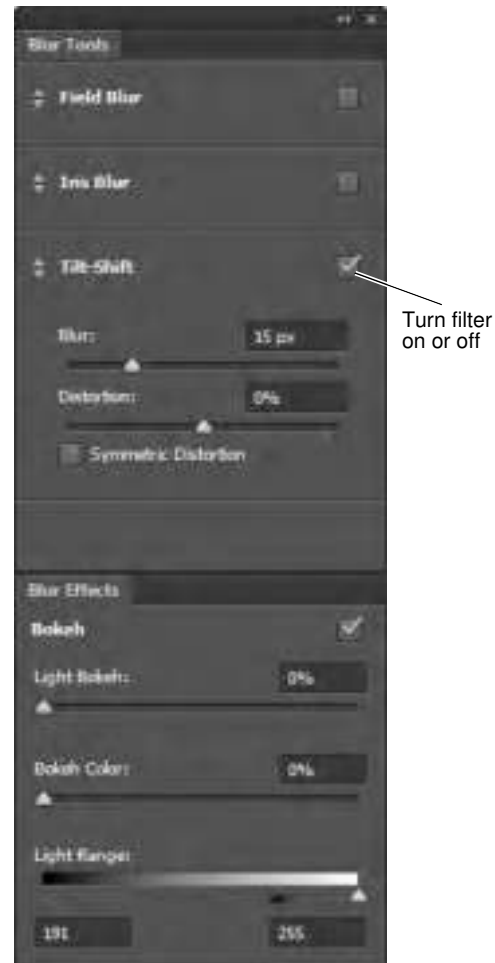 Blur Tools
Field Blur
Iris Blur
Tilt-Shift
Turn filter
on or off
Blur: 15 px
Distortion: 0%
Symmetric Distortion
Blur Effects
Bokeh
Light Bokeh: 0%
Bokeh Color: 0%
Light Range:
191 255